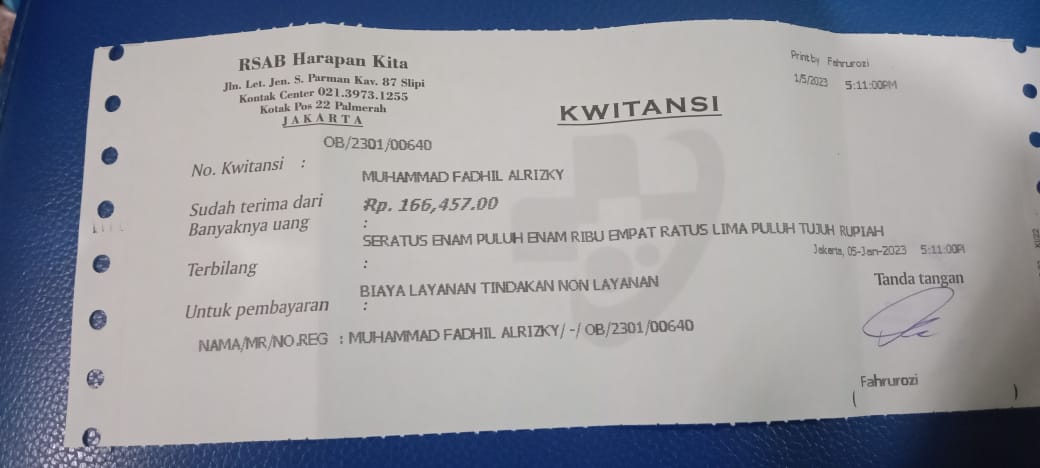 RSAB Harapan Kita
Jln. Let. Jen. S. Parman Kav. 87 Slipi
Kontak Center 021.3973.1255
Kotak Pos 22 Palmerah
JAKARTA
Print by Fahrurozi
1/5/2023 5:11:00PM
KWITANSI
OB/2301/00640
No. Kwitansi :
MUHAMMAD FADHIL ALRIZKY
Sudah terima dari
Rp. 166,457.00
Banyaknya uang :
SERATUS ENAM PULUH ENAM RIBU EMPAT RATUS LIMA PULUH TUJUH RUPIAH
Jakarta, 05-Jan-2023 5:11:00P
Terbilang :
Tanda tangan
BIAYA LAYANAN TINDAKAN NON LAYANAN
Untuk pembayaran :
NAMA/MR/NO.REG : MUHAMMAD FADHIL ALRIZKY/ -/ OB/2301/00640
Fahrurozi
( )